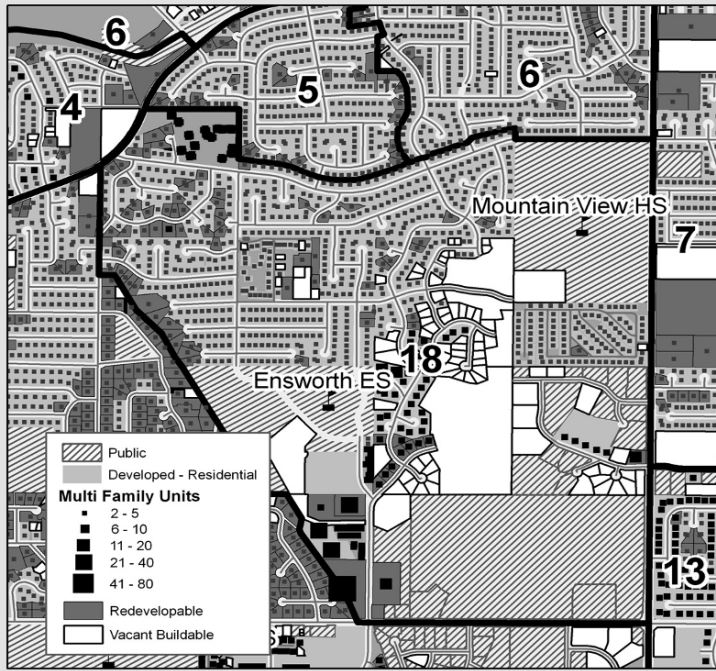 6
5
6
4
Mountain View HS
7
18
Ensworth ES
Public
Developed - Residential
Multi Family Units
2 - 5
6 - 10
11 - 20
21 - 40
41 - 80
13
Redevelopable
Vacant Buildable